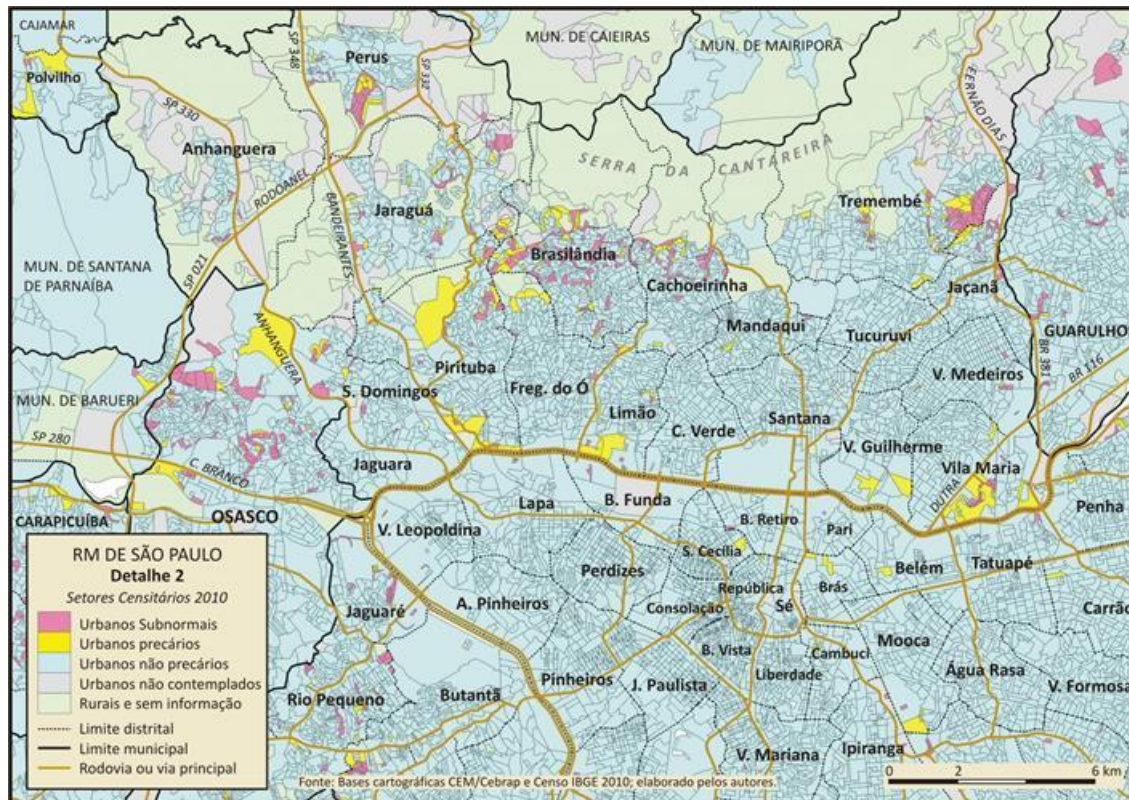 CAJAMAR
Polvilho
SP 348
Perus
SP 332
MUN. DE CAIEIRAS
MUN. DE MAIRIPORÃ
FERNÃO DIAS
SP 330
Anhanguera
RODOANEL
BANDEIRANTES
Jaraguá
SERRA DA CANTAREIRA
Tremembé
Brasilândia
Cachoeirinha
Jaçanã
MUN. DE SANTANA
DE PARNAÍBA
SP 021
ANHANGUERA
Mandaqui
Tucuruvi
GUARULHOS
BR 381
BR 116
Pirituba
S. Domingos
Freg. do Ó
V. Medeiros
MUN. DE BARUERI
Limão
Santana
SP 280
C. Verde
V. Guilherme
C. BRANCO
Jaguara
Vila Maria
DUTRA
Lapa
B. Funda
Penha
CARAPICUÍBA
OSASCO
V. Leopoldina
B. Retiro
Pari
S. Cecília
Belém
Tatuapé
Perdizes
República
Brás
Jaguaré
A. Pinheiros
Consolação
Sé
Carrão
Mooca
B. Vista
Cambuci
Liberdade
Água Rasa
Rio Pequeno
Butantã
Pinheiros
J. Paulista
V. Formosa
V. Mariana
Ipiranga
RM DE SÃO PAULO
Detalhe 2
Setores Censitários 2010
Urbanos Subnormais
Urbanos precários
Urbanos não precários
Urbanos não contemplados
Rurais e sem informação
Limite distrital
Limite municipal
Rodovia ou via principal
0 2 6 km
Fonte: Bases cartográficas CEM/Cebrap e Censo IBGE 2010; elaborado pelos autores.